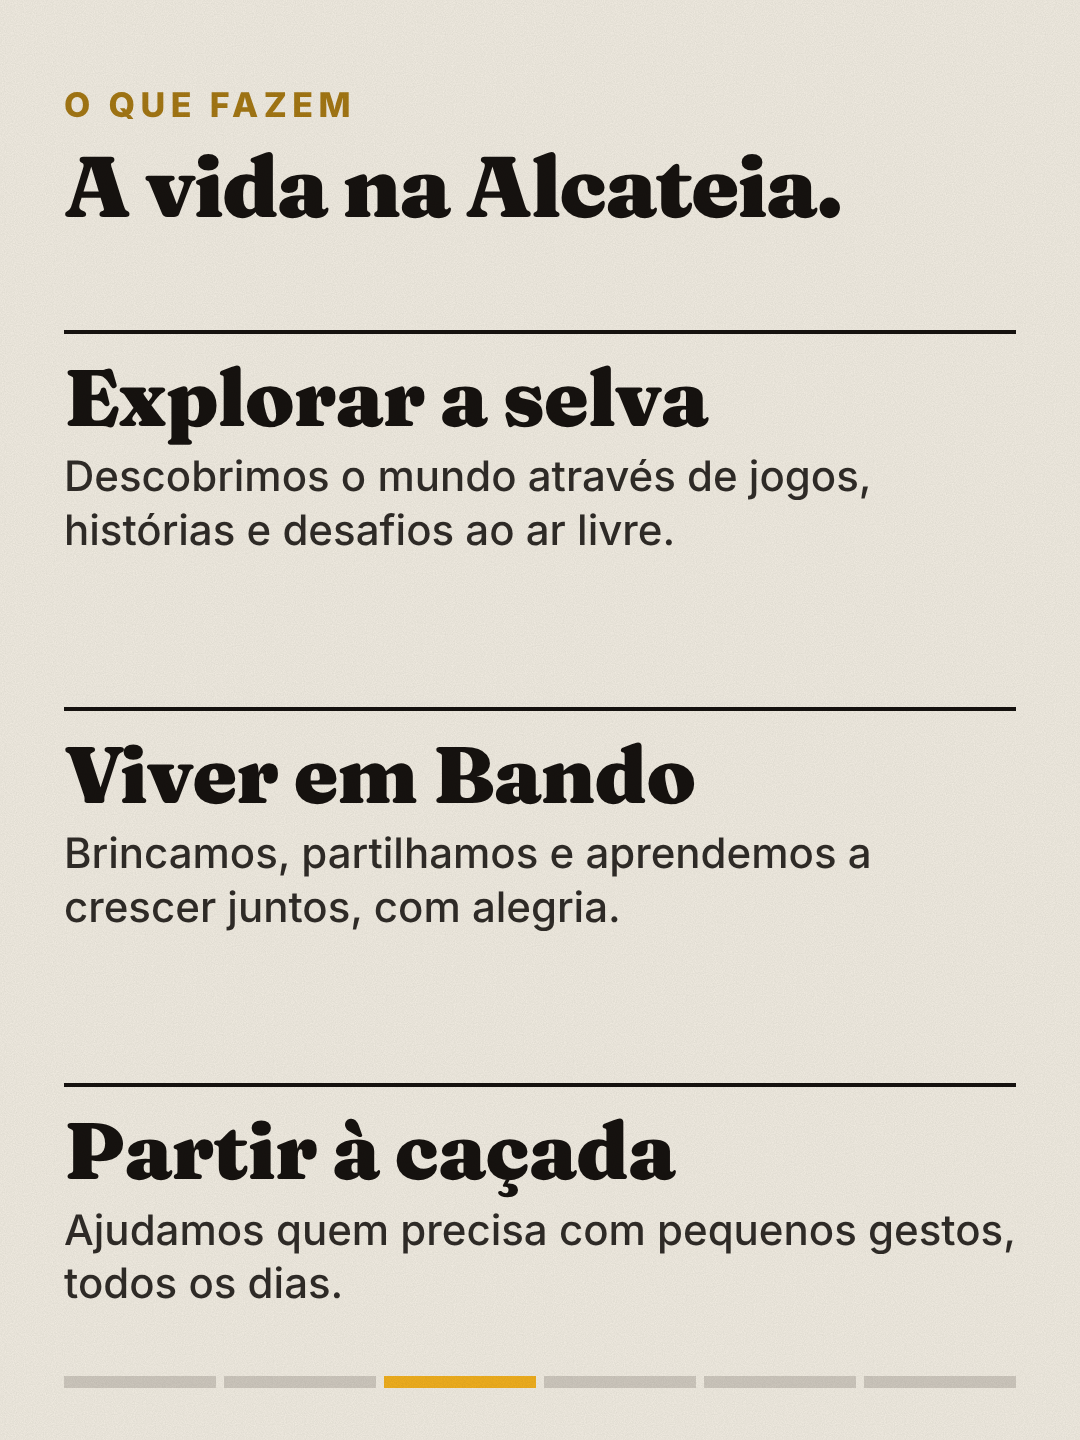 O QUE FAZEM
A vida na Alcateia.
Explorar a selva
Descobrimos o mundo através de jogos,
histórias e desafios ao ar livre.
Viver em Bando
Brincamos, partilhamos e aprendemos a
crescer juntos, com alegria.
Partir à caçada
Ajudamos quem precisa com pequenos gestos,
todos os dias.